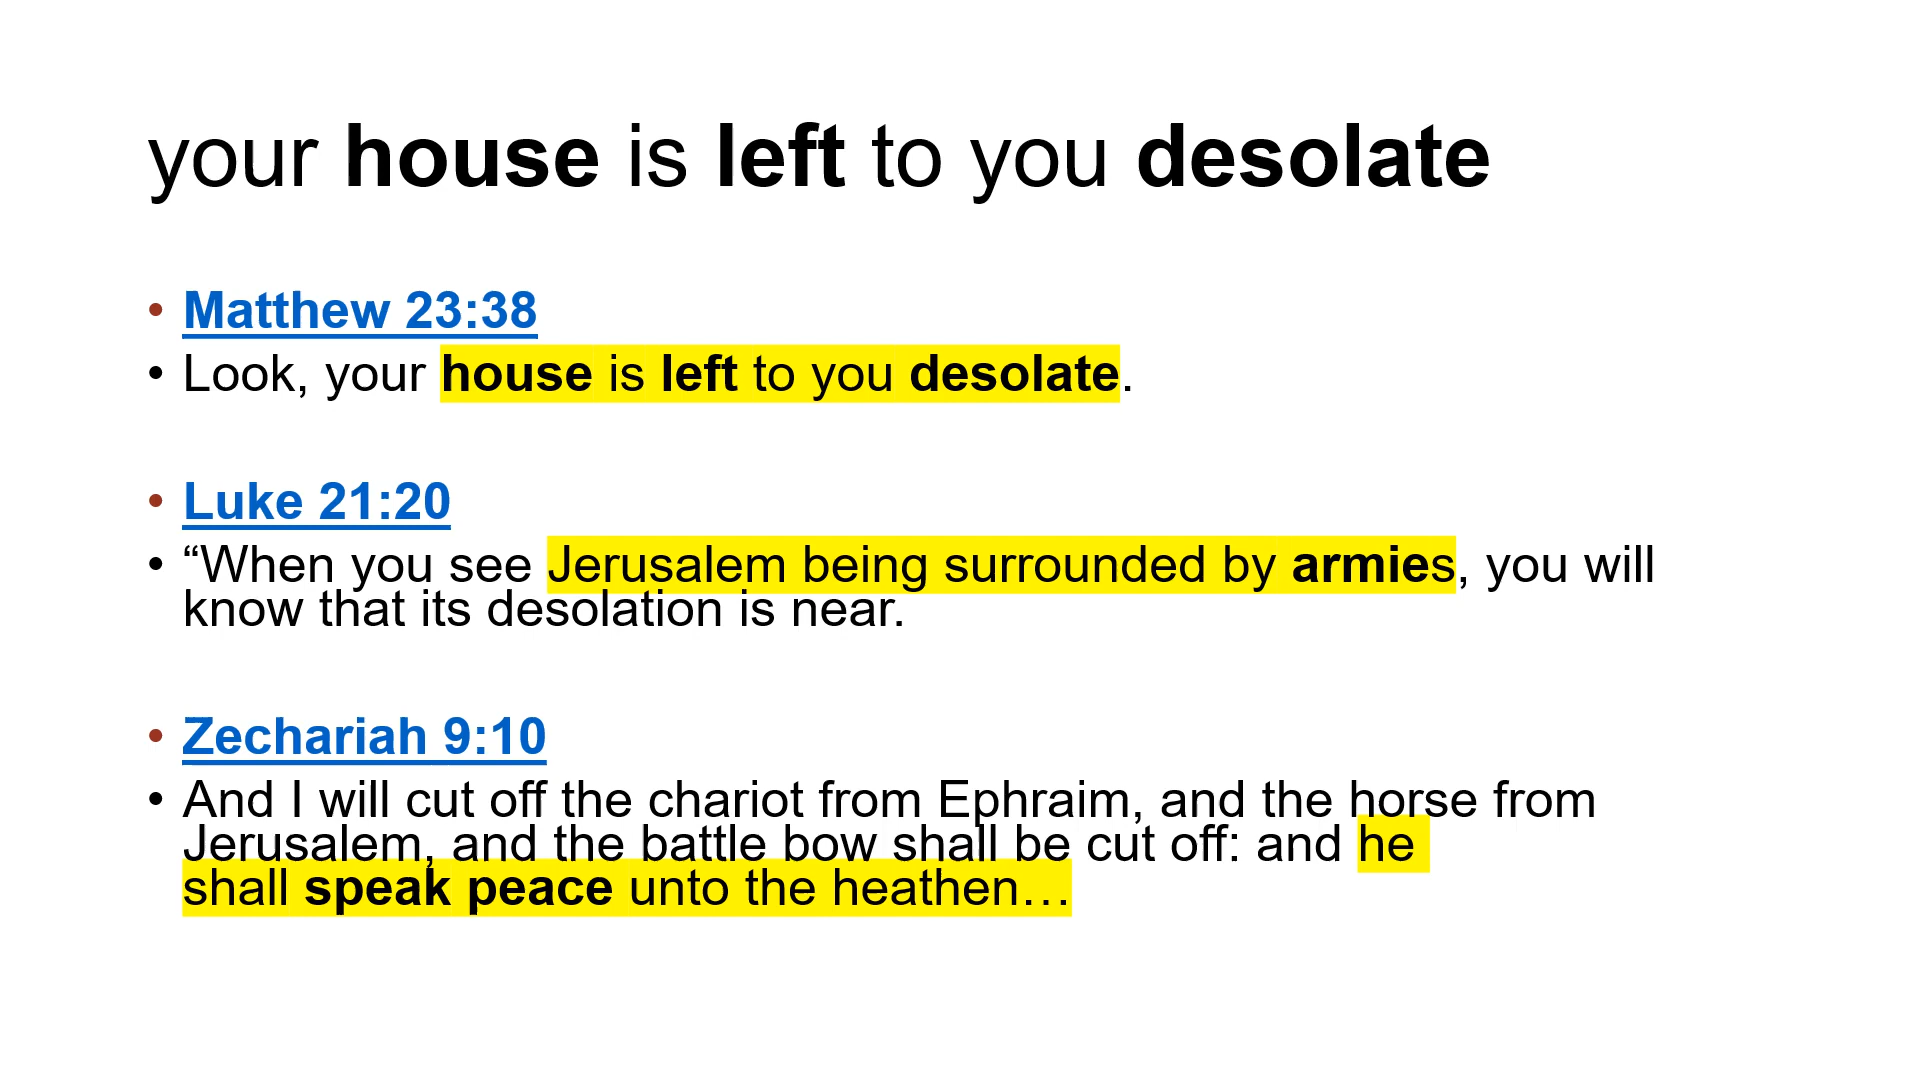 your house is left to you desolate
• Matthew 23:38
• Look, your house is left to you desolate.
• Luke 21:20
• “When you see Jerusalem being surrounded by armies, you will
know that its desolation is near.
• Zechariah 9:10
• And I will cut off the chariot from Ephraim, and the horse from
Jerusalem, and the battle bow shall be cut off: and he
shall speak peace unto the heathen…